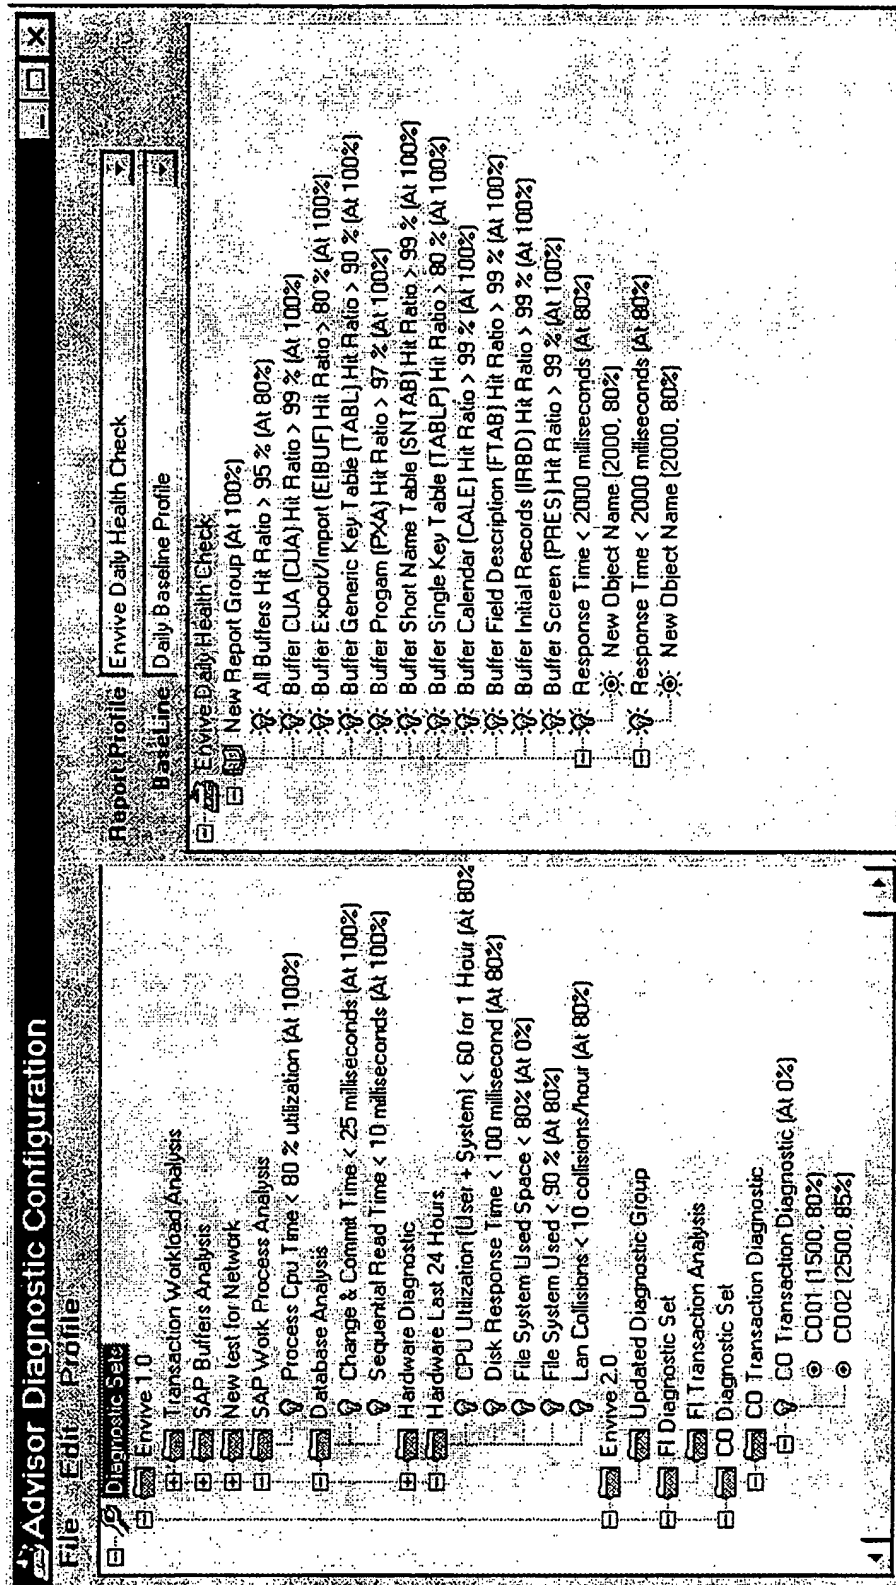 Advisor Diagnostic Configuration
File Edit Profile
Diagnostic Sets
Envive 1.0
Transaction Workload Analysis
SAP Buffers Analysis
New test for Network
SAP Work Process Analysis
Process Cpu Time < 80 % utilization (At 100%)
Database Analysis
Change & Commit Time < 25 milliseconds (At 100%)
Sequential Read Time < 10 milliseconds (At 100%)
Hardware Diagnostic
Hardware Last 24 Hours
CPU Utilization (User + System) < 60 for 1 Hour (At 80%
Disk Response Time < 100 millisecond (At 80%)
File System Used Space < 80% (At 0%)
File System Used < 90 % (At 80%)
Lan Collisions < 10 collisions/hour (At 80%)
Envive 2.0
Updated Diagnostic Group
FI Diagnostic Set
FI Transaction Analysis
CO Diagnostic Set
CO Transaction Diagnostic
CO Transaction Diagnostic (At 0%)
CO01 (1500, 80%)
CO02 (2500, 85%)
Report Profile Envive Daily Health Check
BaseLine Daily Baseline Profile
Envive Daily Health Check
New Report Group (At 100%)
All Buffers Hit Ratio > 95 % (At 80%)
Buffer CUA (CUA) Hit Ratio > 99 % (At 100%)
Buffer Export/Import (EIBUF) Hit Ratio > 80 % (At 100%)
Buffer Generic Key Table (TABL) Hit Ratio > 90 % (At 100%)
Buffer Progam (PXA) Hit Ratio > 97 % (At 100%)
Buffer Short Name Table (SNTAB) Hit Ratio > 99 % (At 100%)
Buffer Single Key Table (TABLP) Hit Ratio > 80 % (At 100%)
Buffer Calendar (CALE) Hit Ratio > 99 % (At 100%)
Buffer Field Description (FTAB) Hit Ratio > 99 % (At 100%)
Buffer Initial Records (IRBD) Hit Ratio > 99 % (At 100%)
Buffer Screen (PRES) Hit Ratio > 99 % (At 100%)
Response Time < 2000 milliseconds (At 80%)
New Object Name (2000, 80%)
Response Time < 2000 milliseconds (At 80%)
New Object Name (2000, 80%)